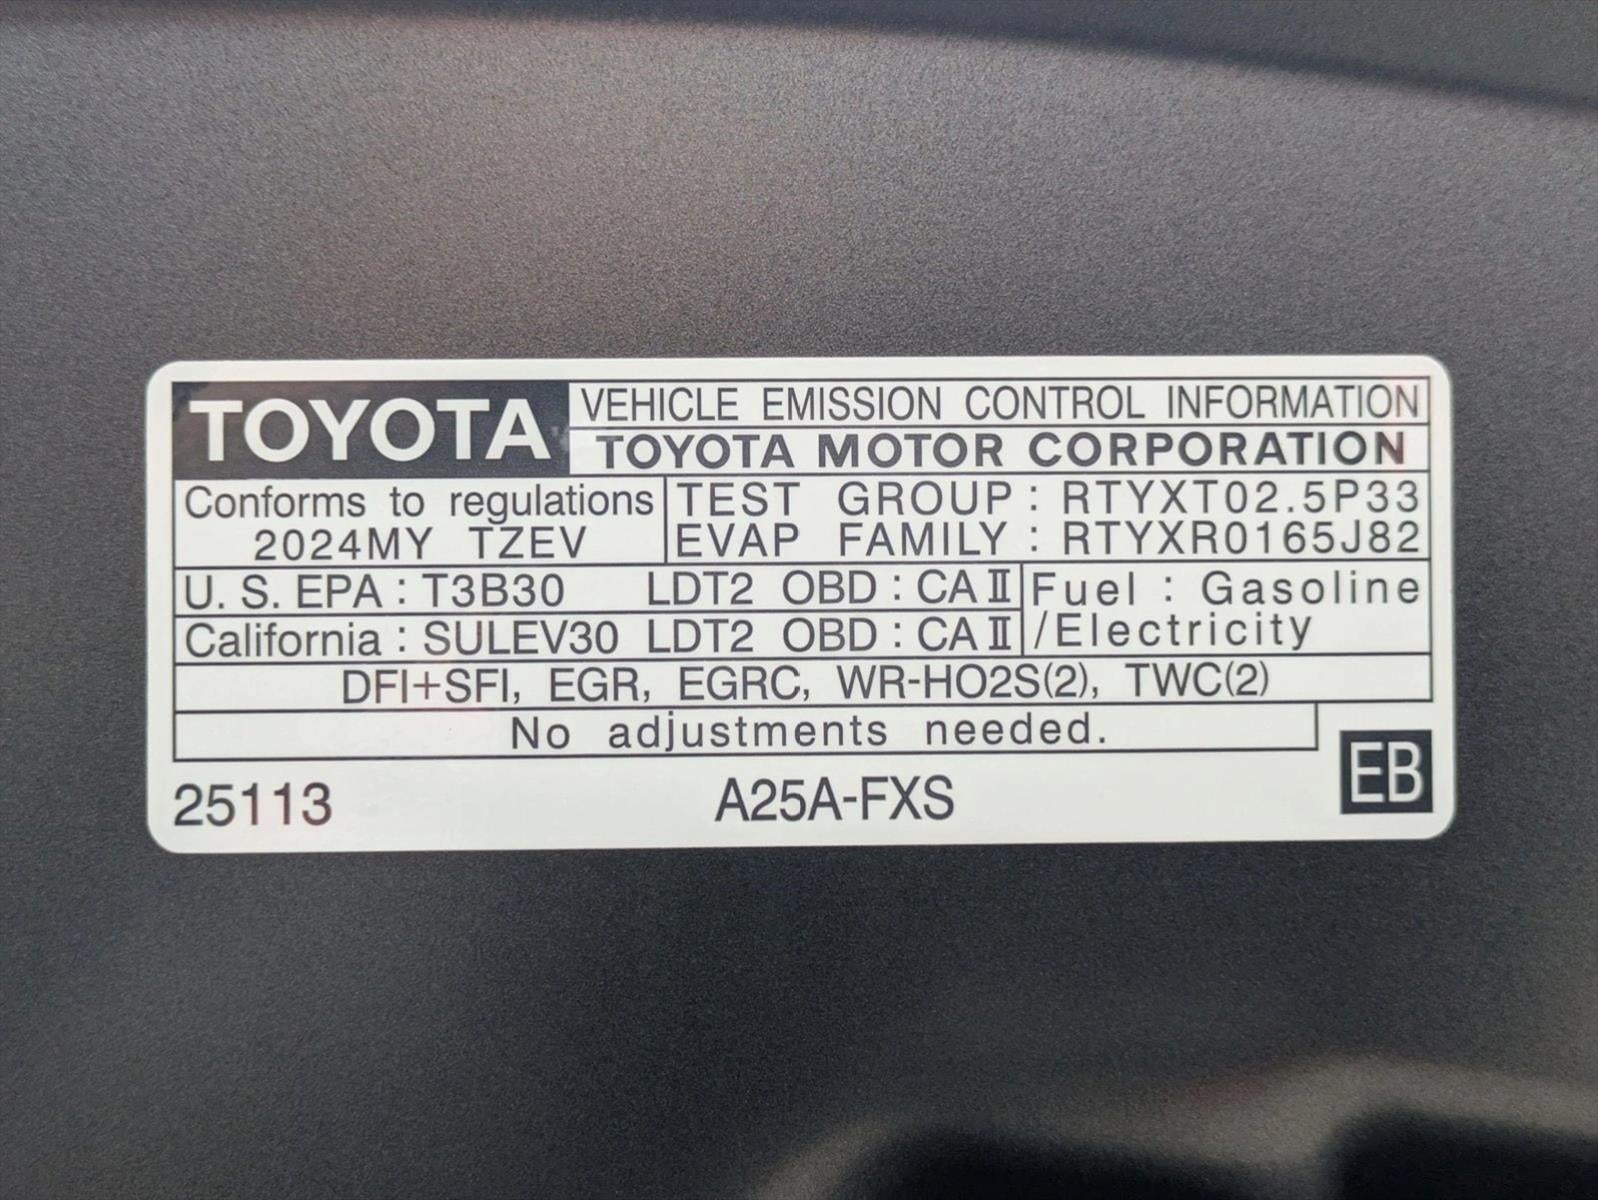 TOYOTA
VEHICLE EMISSION CONTROL INFORMATION
TOYOTA MOTOR CORPORATION
Conforms to regulations
2024MY TZEV
TEST GROUP : RTYXT02.5P33
EVAP FAMILY : RTYXR0165J82
U. S. EPA : T3B30 LDT2 OBD : CA II
California : SULEV30 LDT2 OBD : CA II
Fuel : Gasoline
/Electricity
DFI+SFI, EGR, EGRC, WR-HO2S(2), TWC(2)
No adjustments needed.
25113
A25A-FXS
EB